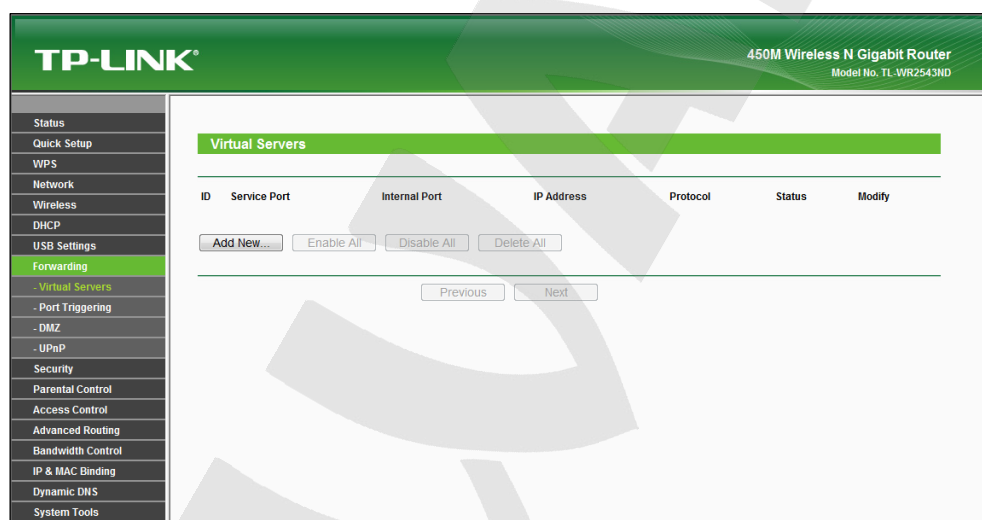 TP-LINK®
450M Wireless N Gigabit Router
Model No. TL-WR2543ND
Status
Quick Setup
WPS
Network
Wireless
DHCP
USB Settings
Forwarding
- Virtual Servers
- Port Triggering
- DMZ
- UPnP
Security
Parental Control
Access Control
Advanced Routing
Bandwidth Control
IP & MAC Binding
Dynamic DNS
System Tools
Virtual Servers
ID Service Port Internal Port IP Address Protocol Status Modify
Add New... Enable All Disable All Delete All
Previous Next